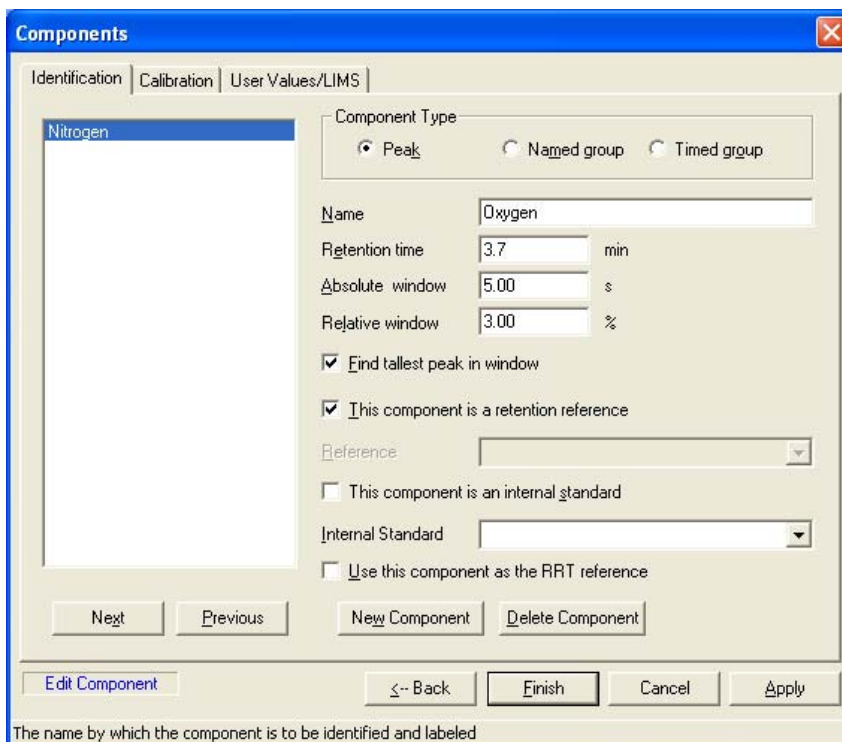 Components
Identification Calibration User Values/LIMS
Nitrogen
Component Type
Peak Named group Timed group
Name Oxygen
Retention time 3.7 min
Absolute window 5.00 s
Relative window 3.00 %
Find tallest peak in window
This component is a retention reference
Reference
This component is an internal standard
Internal Standard
Use this component as the RRT reference
Next Previous New Component Delete Component
Edit Component <-- Back Finish Cancel Apply
The name by which the component is to be identified and labeled